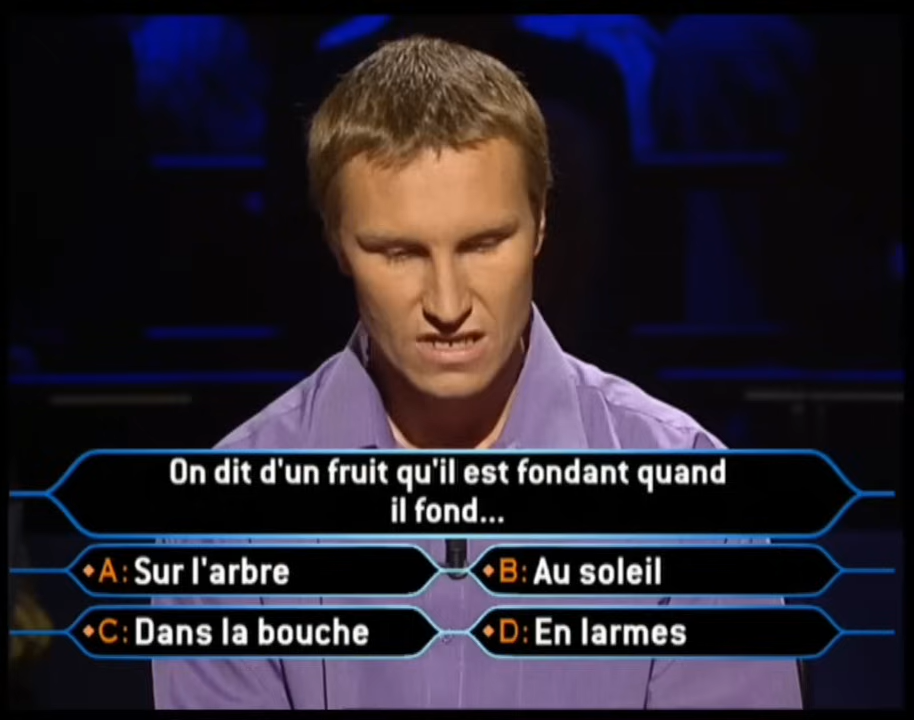 On dit d'un fruit qu'il est fondant quand
il fond...
A: Sur l'arbre
B: Au soleil
C: Dans la bouche
D: En larmes